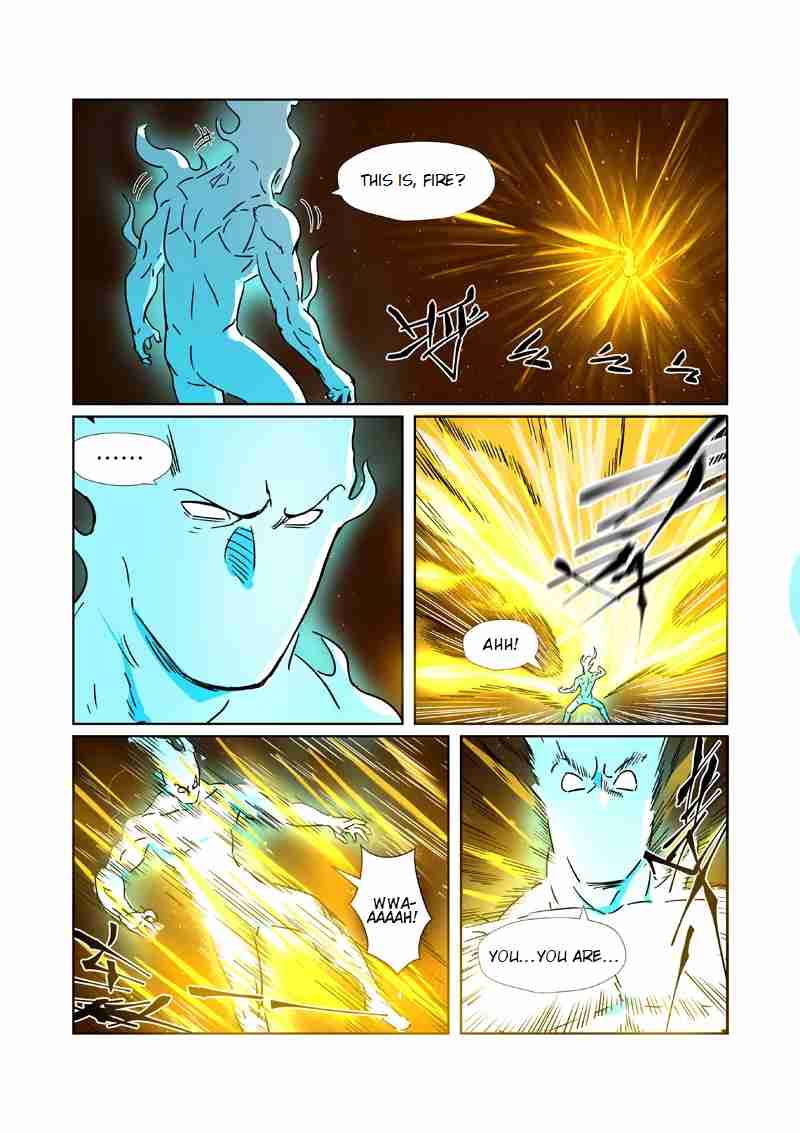 THIS IS, FIRE?
......
AHH!
WWA-
AAAAH!
YOU...YOU ARE...